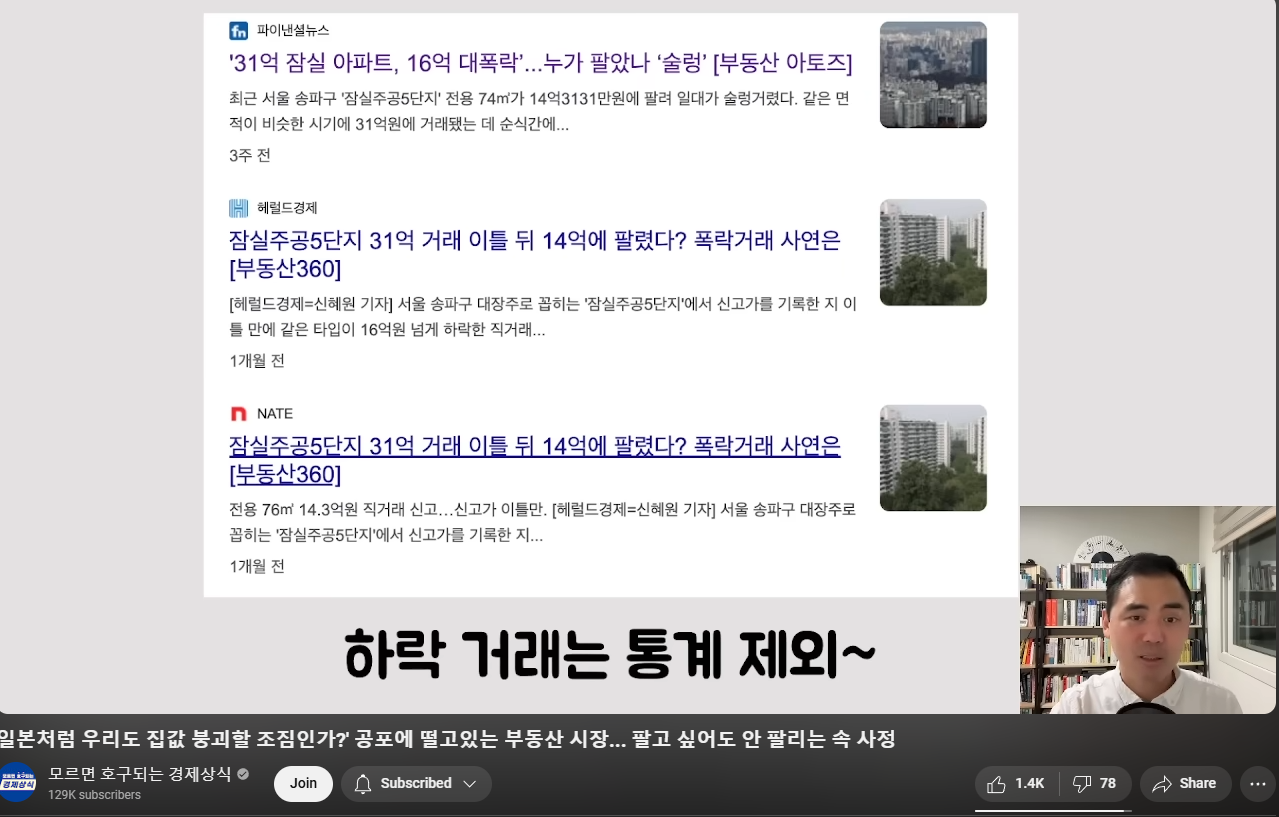 파이낸셜뉴스
'31억 잠실 아파트, 16억 대폭락’...누가 팔았나 ‘술렁’ [부동산 아토즈]
최근 서울 송파구 '잠실주공5단지' 전용 74㎡가 14억3131만원에 팔려 일대가 술렁거렸다. 같은 면
적이 비슷한 시기에 31억원에 거래됐는 데 순식간에...
3주 전
헤럴드경제
잠실주공5단지 31억 거래 이틀 뒤 14억에 팔렸다? 폭락거래 사연은
[부동산360]
[헤럴드경제=신혜원 기자] 서울 송파구 대장주로 꼽히는 '잠실주공5단지'에서 신고가를 기록한 지 이
틀 만에 같은 타입이 16억원 넘게 하락한 직거래...
1개월 전
NATE
잠실주공5단지 31억 거래 이틀 뒤 14억에 팔렸다? 폭락거래 사연은
[부동산360]
전용 76㎡ 14.3억원 직거래 신고…신고가 이틀만. [헤럴드경제=신혜원 기자] 서울 송파구 대장주로
꼽히는 '잠실주공5단지'에서 신고가를 기록한 지...
1개월 전
하락 거래는 통계 제외~
일본처럼 우리도 집값 붕괴할 조짐인가?' 공포에 떨고있는 부동산 시장... 팔고 싶어도 안 팔리는 속 사정
모르면 호구되는 경제상식
129K subscribers
Join
Subscribed
1.4K
78
Share